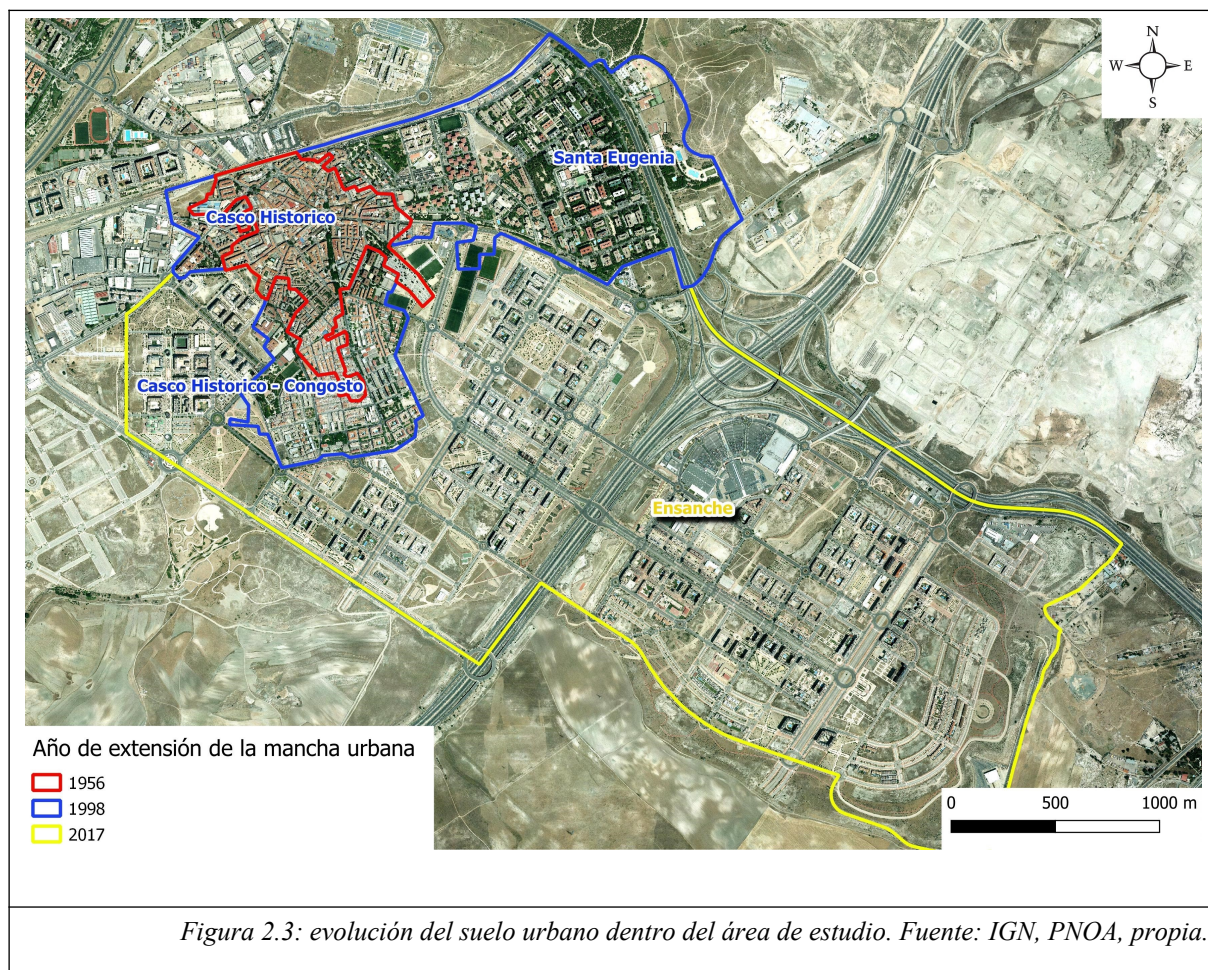 N
W E
S
Santa Eugenia
Casco Historico
Casco Historico - Congosto
Ensanche
Año de extensión de la mancha urbana
1956
1998
2017
0 500 1000 m
Figura 2.3: evolución del suelo urbano dentro del área de estudio. Fuente: IGN, PNOA, propia.